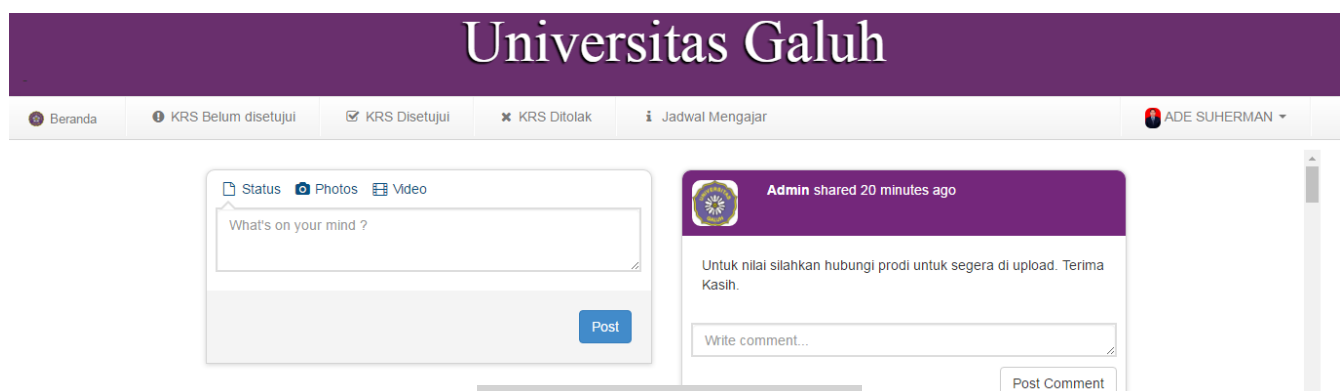 Universitas Galuh
Beranda
KRS Belum disetujui
KRS Disetujui
KRS Ditolak
Jadwal Mengajar
ADE SUHERMAN
Status Photos Video
What's on your mind ?
Post
Admin shared 20 minutes ago
Untuk nilai silahkan hubungi prodi untuk segera di upload. Terima
Kasih.
Write comment...
Post Comment